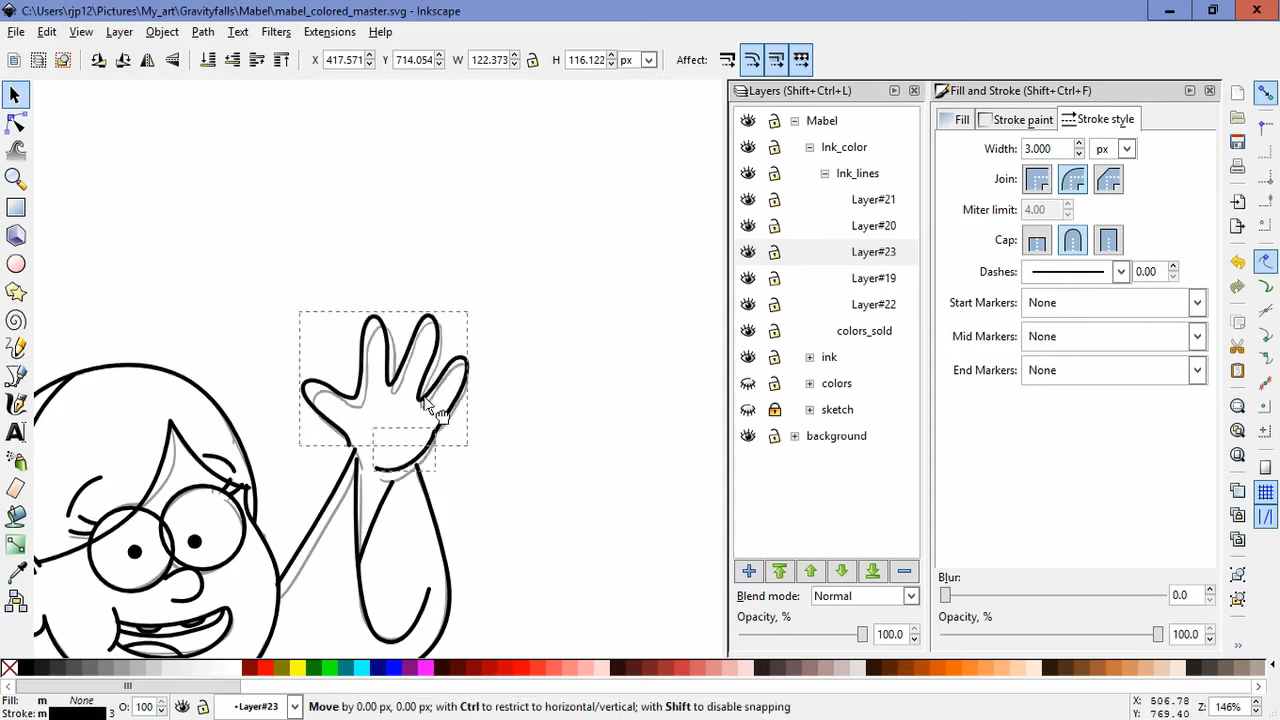 C:\Users\rjp12\Pictures\My_art\Gravityfalls\Mabel\mabel_colored_master.svg - Inkscape
File Edit View Layer Object Path Text Filters Extensions Help
X 417.571 Y 714.054 W 122.373 H 116.122 px Affect:
Layers (Shift+Ctrl+L)
Mabel
Ink_color
Ink_lines
Layer#21
Layer#20
Layer#23
Layer#19
Layer#22
colors_sold
ink
colors
sketch
background
Blend mode: Normal
Opacity, %
100.0
Fill and Stroke (Shift+Ctrl+F)
Fill Stroke paint Stroke style
Width: 3.000 px
Join:
Miter limit: 4.00
Cap:
Dashes: 0.00
Start Markers: None
Mid Markers: None
End Markers: None
Blur:
0.0
Opacity, %
100.0
Fill: m None
Stroke: m 3
O: 100
•Layer#23
Move by 0.00 px, 0.00 px; with Ctrl to restrict to horizontal/vertical; with Shift to disable snapping
X: 506.78
Y: 769.40
Z: 146%